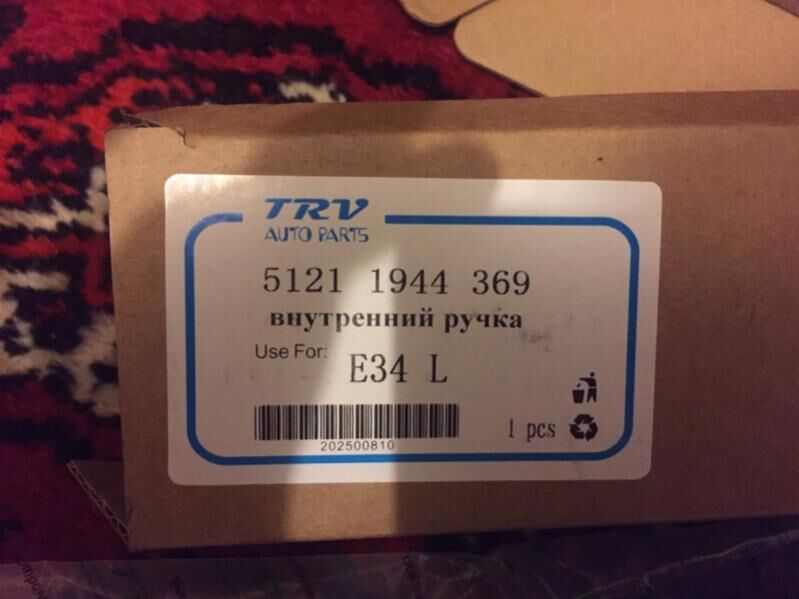 TRV
AUTO PARTS
5121 1944 369
внутренний ручка
Use For:
E34 L
202500810
1 pcs